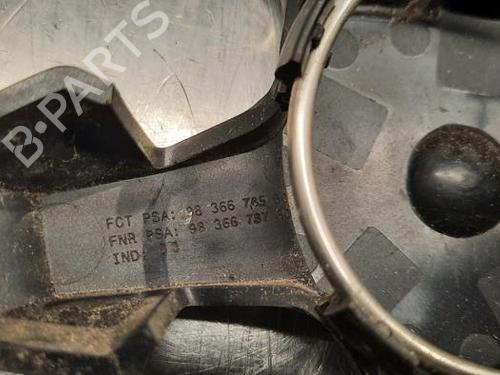 B-PARTS
FCT PSA: 98 366 785
FNR PSA: 98 366 787
IND: